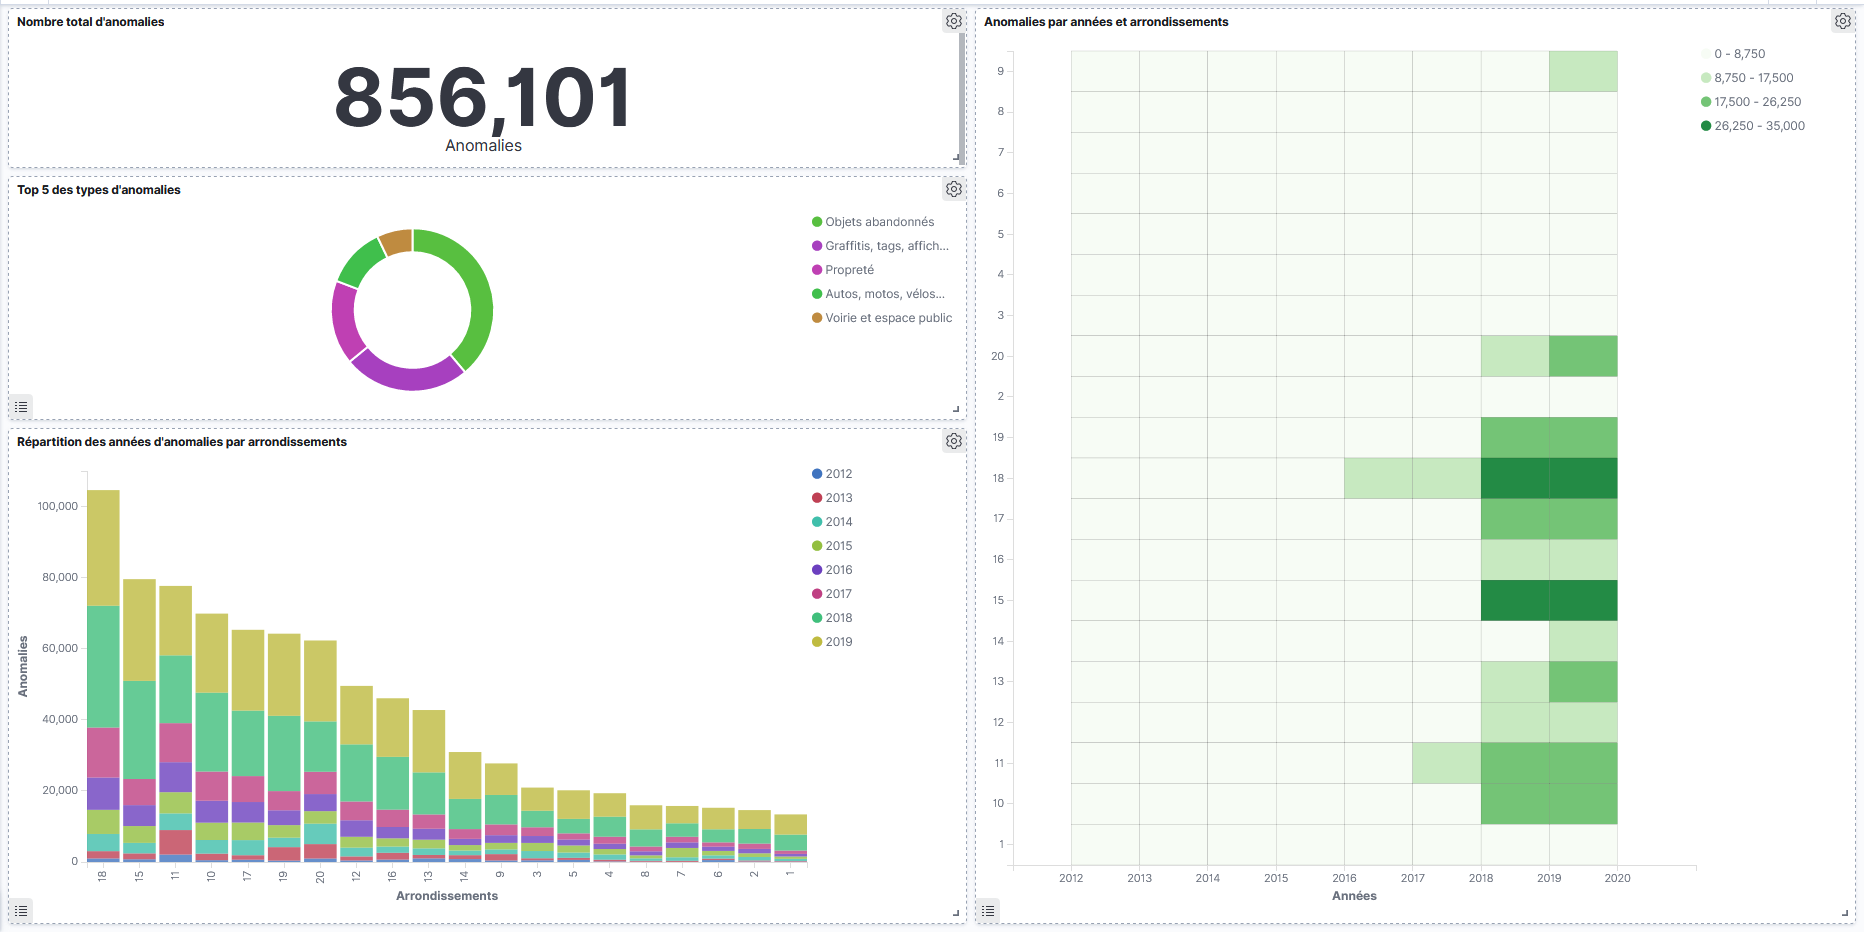 Nombre total d'anomalies
856,101
Anomalies
Top 5 des types d'anomalies
Objets abandonnés
Graffitis, tags, affich...
Propreté
Autos, motos, vélos...
Voirie et espace public
Répartition des années d'anomalies par arrondissements
100,000
80,000
60,000
40,000
20,000
0
Anomalies
18 15 11 10 17 19 20 12 16 13 14 9 3 5 4 8 7 6 2 1
Arrondissements
2012
2013
2014
2015
2016
2017
2018
2019
Anomalies par années et arrondissements
9
8
7
6
5
4
3
20
2
19
18
17
16
15
14
13
12
11
10
1
2012 2013 2014 2015 2016 2017 2018 2019 2020
Années
0 - 8,750
8,750 - 17,500
17,500 - 26,250
26,250 - 35,000